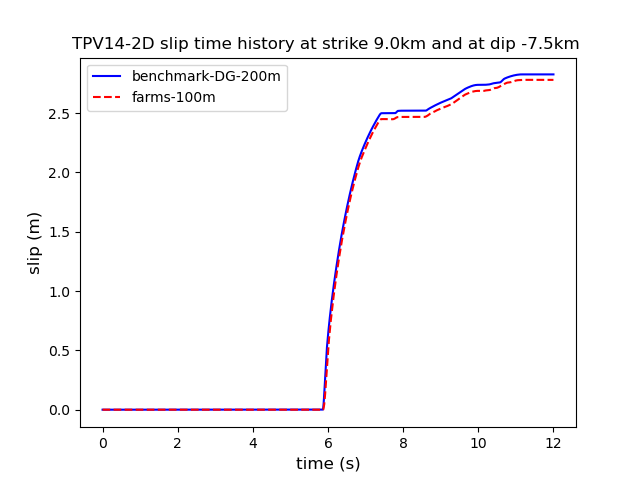 TPV14-2D slip time history at strike 9.0km and at dip -7.5km
benchmark-DG-200m
farms-100m
slip (m)
2.5
2.0
1.5
1.0
0.5
0.0
0 2 4 6 8 10 12
time (s)